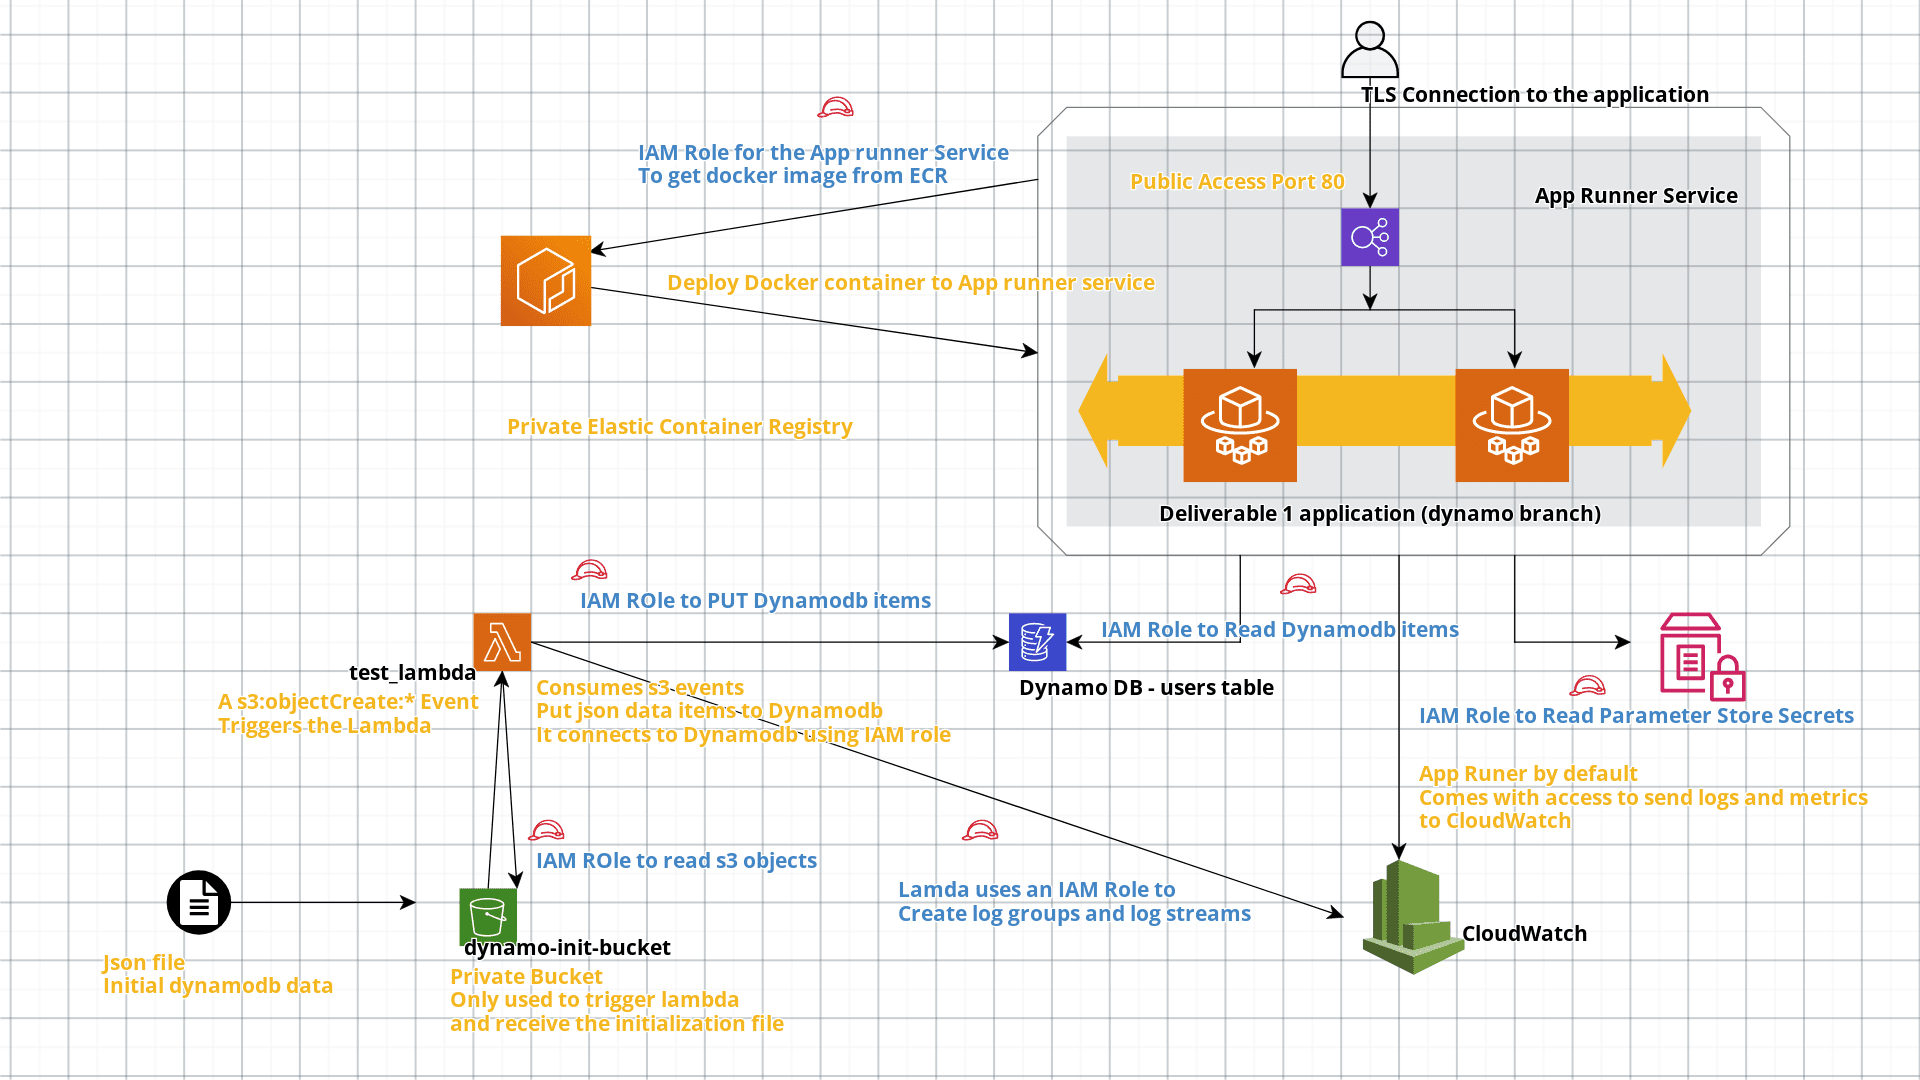 TLS Connection to the application
IAM Role for the App runner Service
To get docker image from ECR
Public Access Port 80
App Runner Service
Deploy Docker container to App runner service
Private Elastic Container Registry
Deliverable 1 application (dynamo branch)
IAM ROle to PUT Dynamodb items
IAM Role to Read Dynamodb items
test_lambda
A s3:objectCreate:* Event
Triggers the Lambda
Consumes s3 events
Put json data items to Dynamodb
It connects to Dynamodb using IAM role
Dynamo DB - users table
IAM Role to Read Parameter Store Secrets
App Runer by default
Comes with access to send logs and metrics
to CloudWatch
IAM ROle to read s3 objects
Lamda uses an IAM Role to
Create log groups and log streams
CloudWatch
dynamo-init-bucket
Json file
Initial dynamodb data
Private Bucket
Only used to trigger lambda
and receive the initialization file